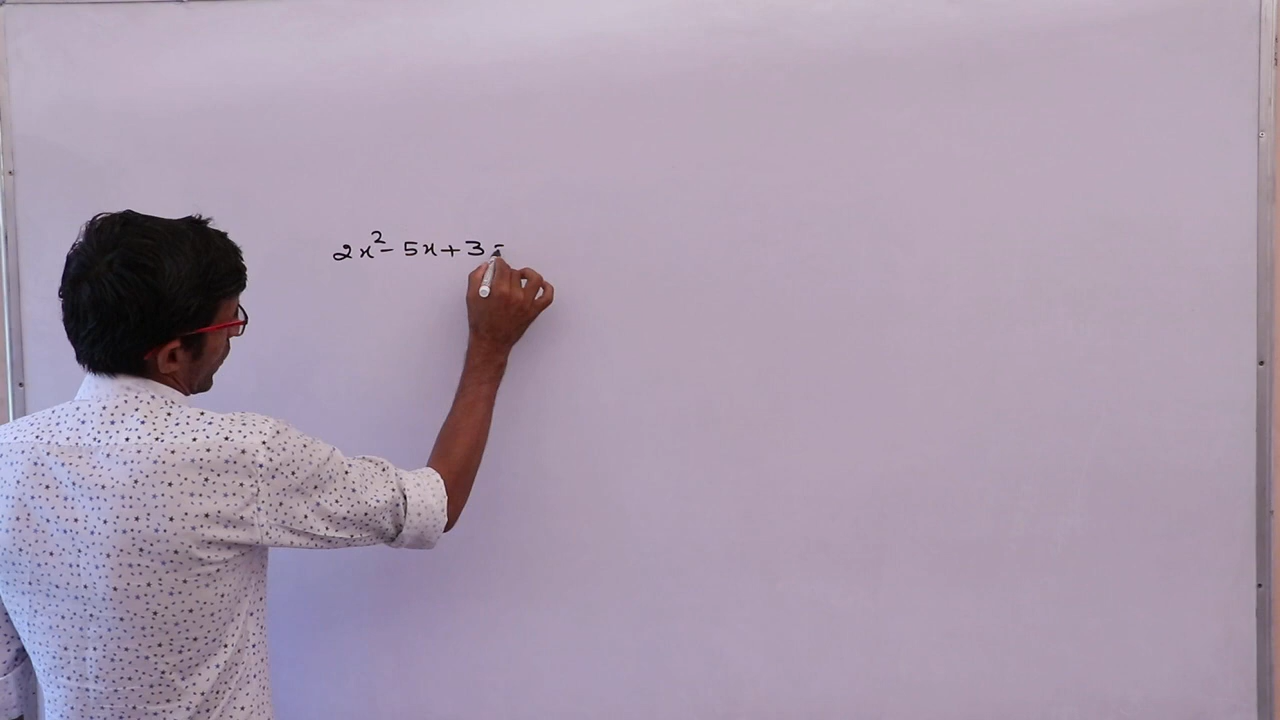 2x² - 5x + 3 =